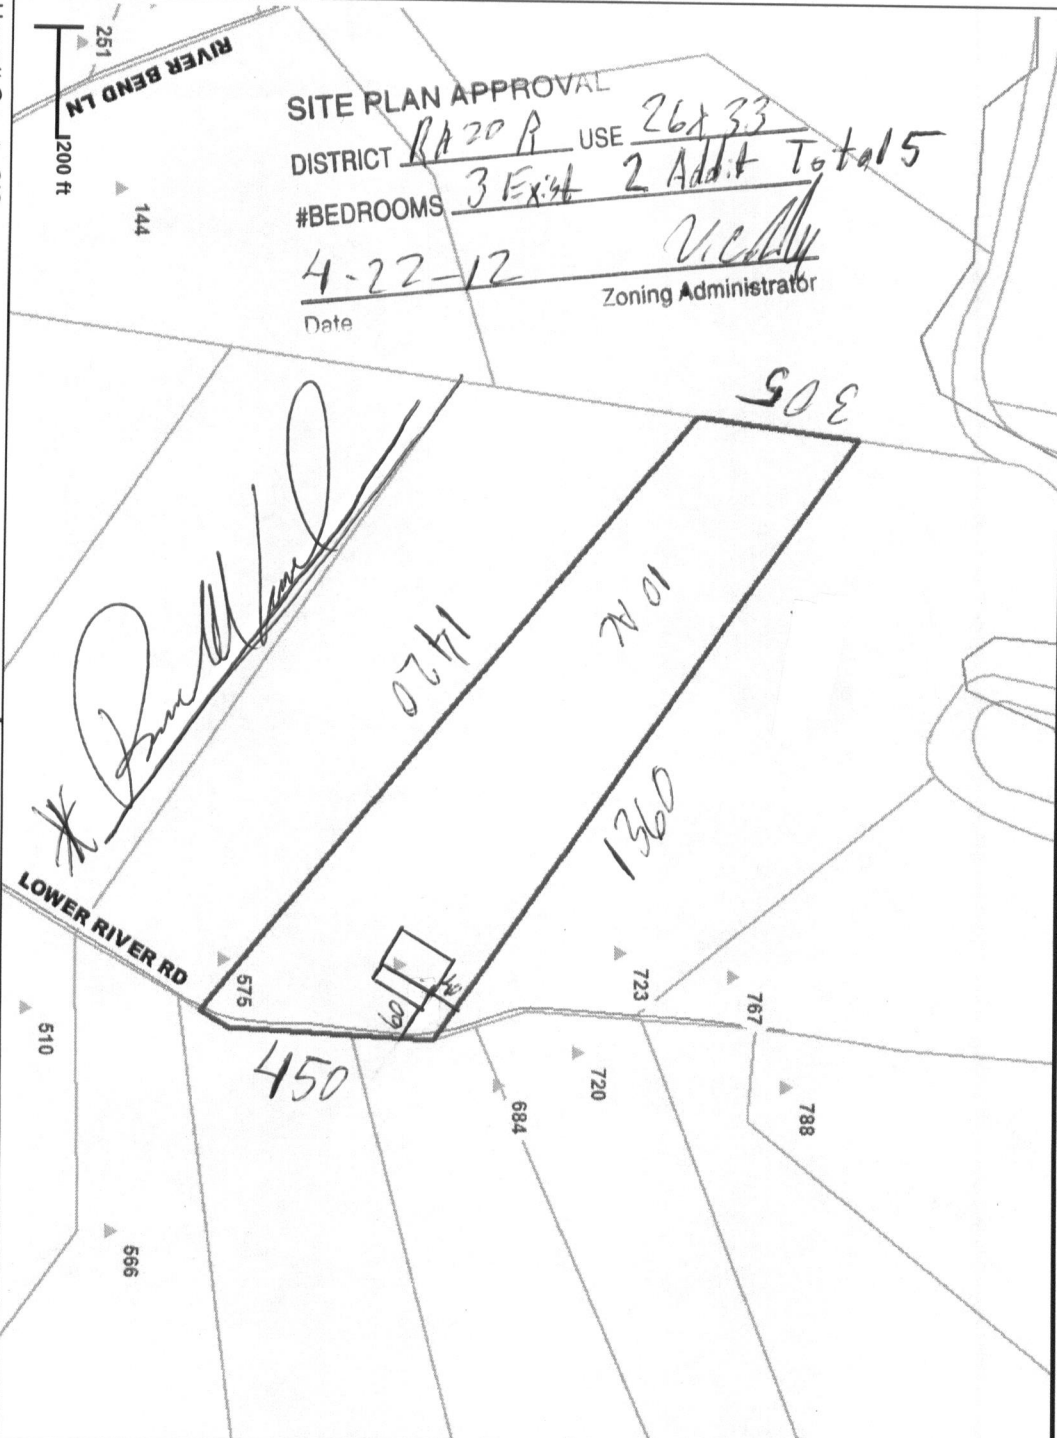 251
RIVER BEND LN
200 ft
144
SITE PLAN APPROVAL
DISTRICT RA20R USE 26x33
#BEDROOMS 3 Exist 2 Addit Total 5
4-22-12
Date Zoning Administrator
305
10 AC
1420
1360
*
LOWER RIVER RD
575
60
40
450
723
767
720
684
788
510
566